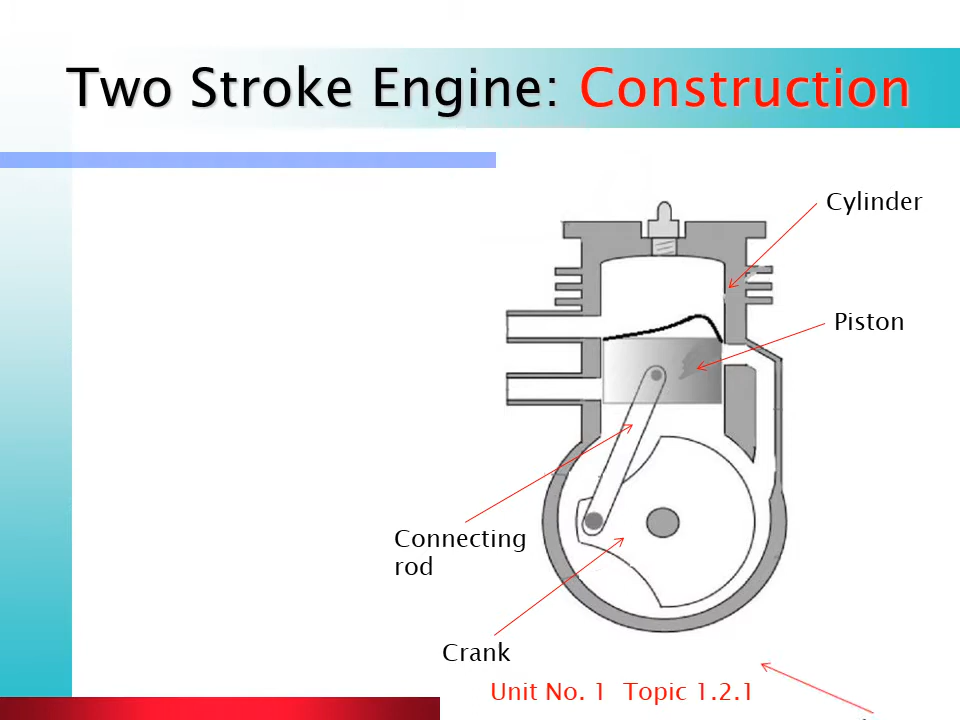 Two Stroke Engine: Construction
Cylinder
Piston
Connecting
rod
Crank
Unit No. 1 Topic 1.2.1